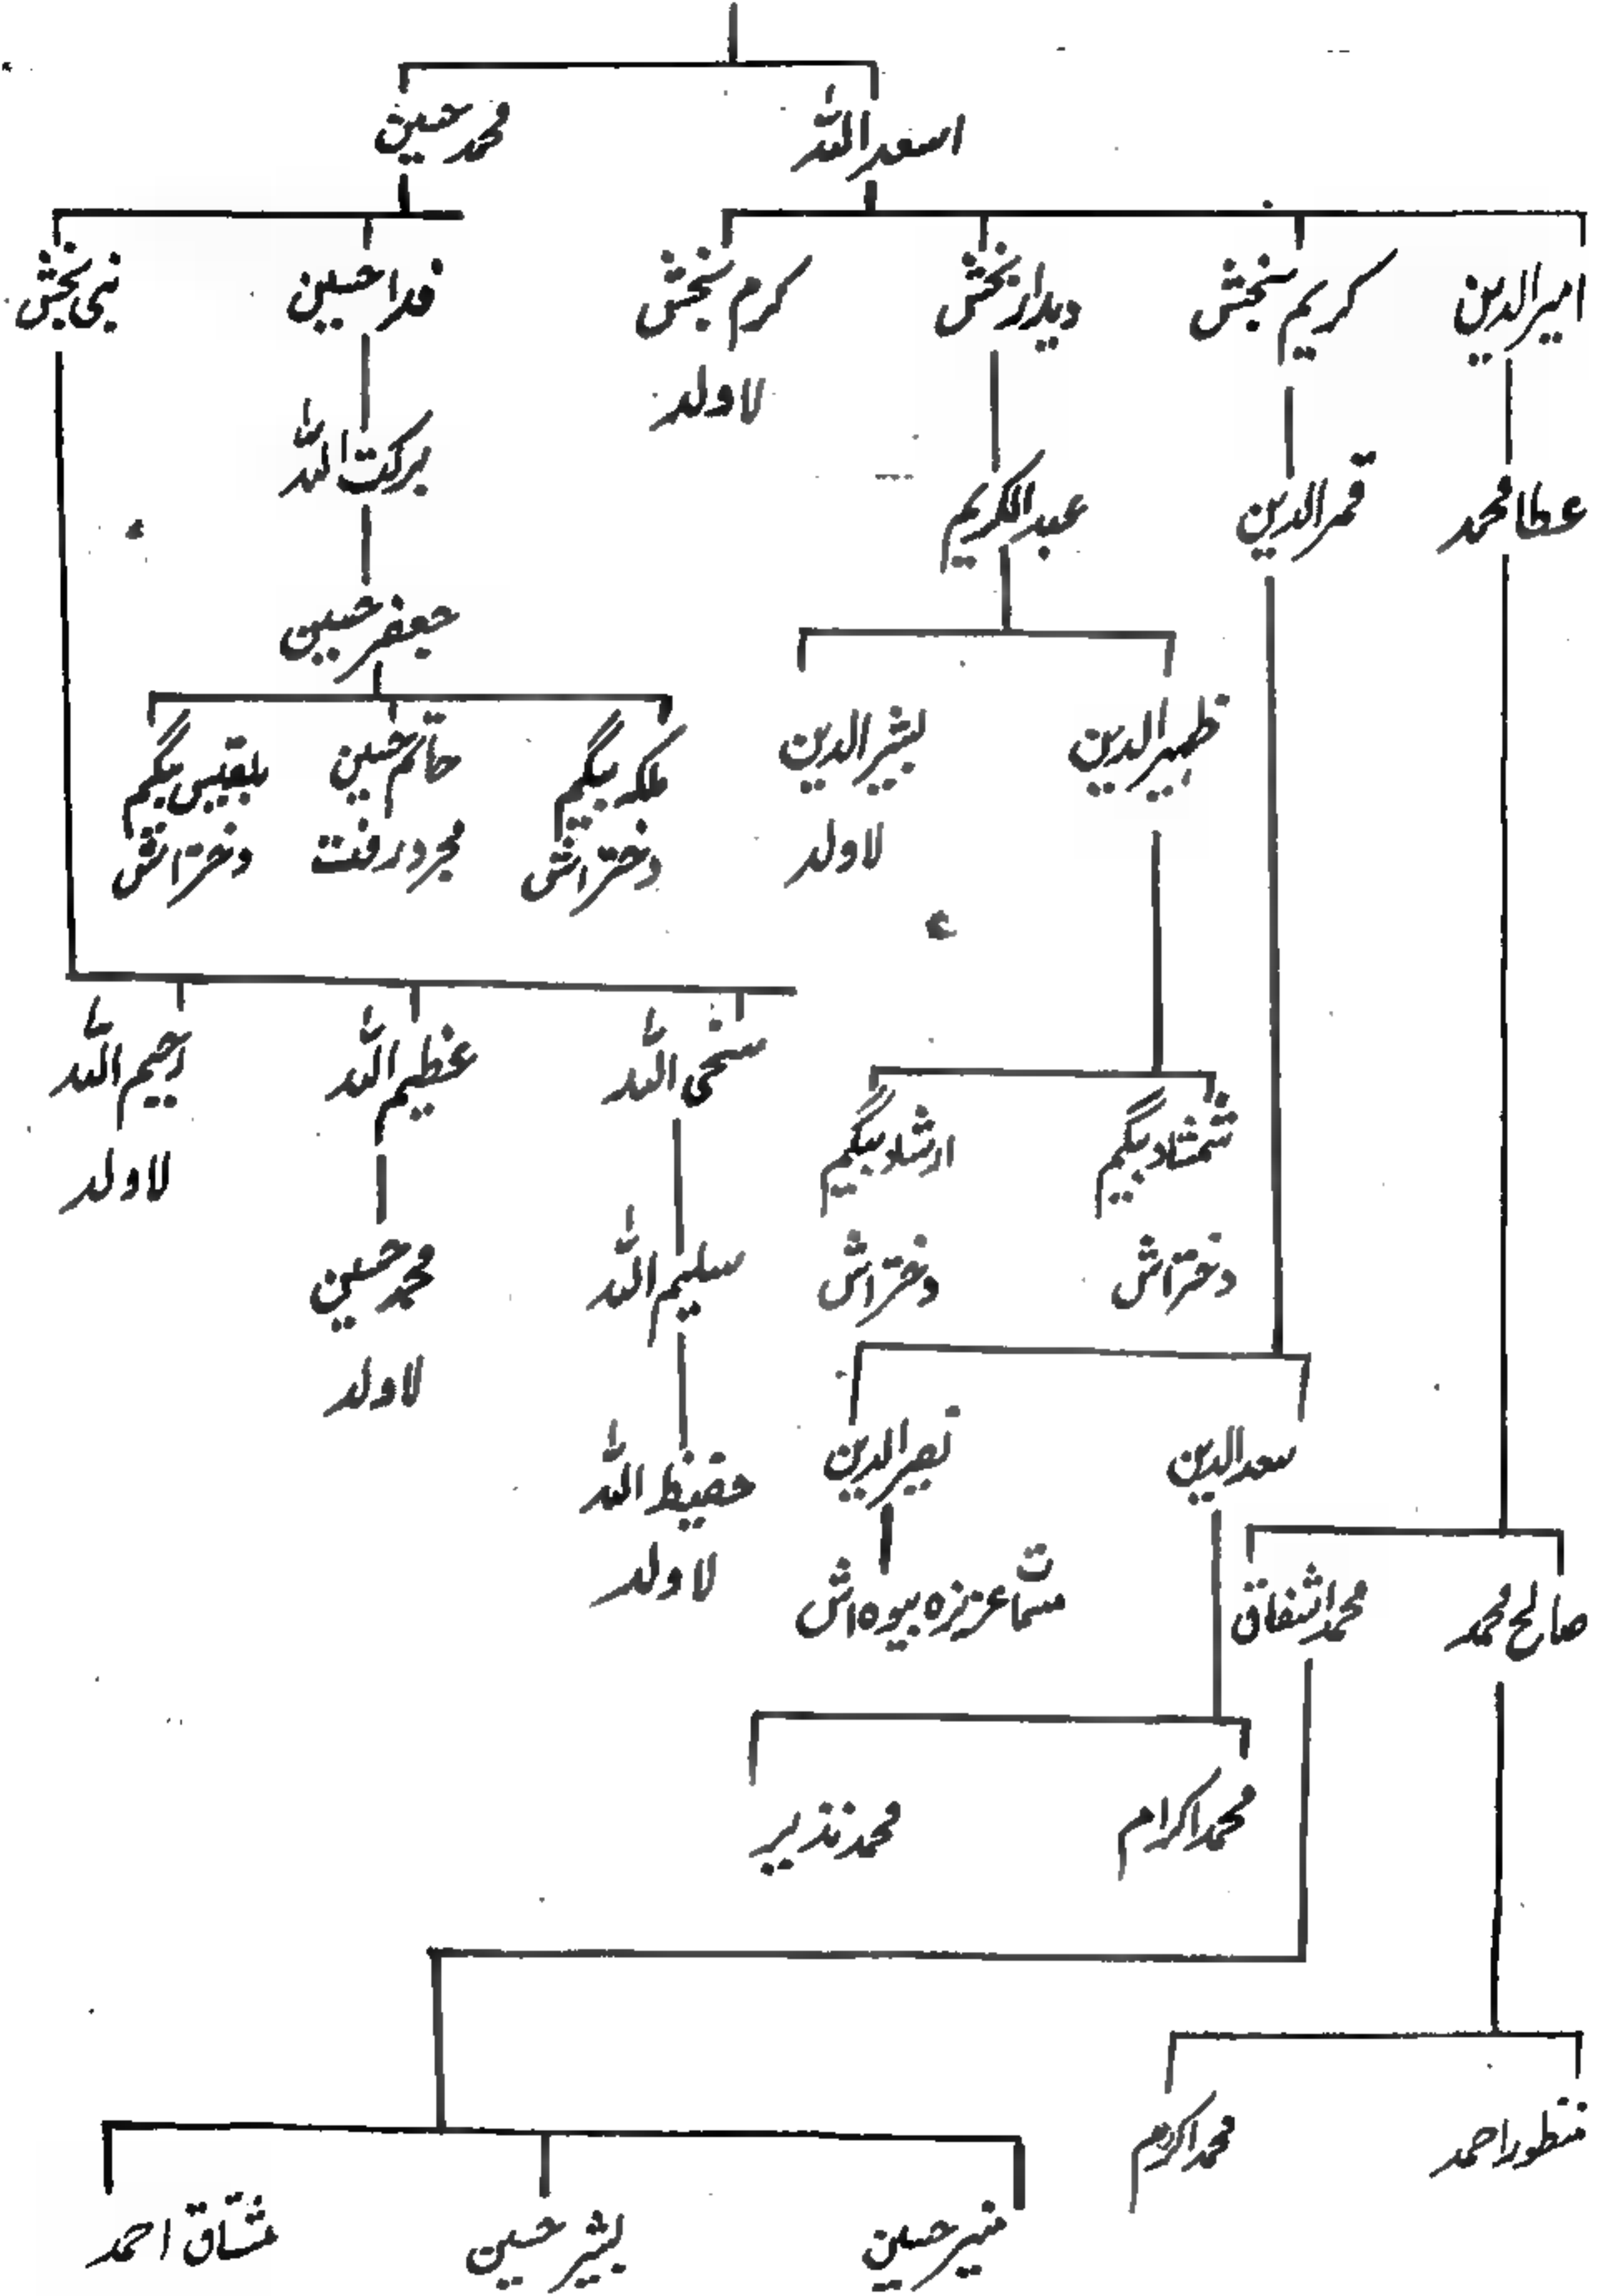 اسعد اللہ
محمد حسین
امیر الدین
کریم بخش
دیدار بخش
کرم بخش
لاولد
فدا حسین
نبی بخش
عطا محمد
قمر الدین
عبد الکریم
برکت اللہ
جعفر حسین
ظہیر الدین
بشیر الدین
لاولد
ملکہ بیگم
دختر اش
حاتم حسین
مجرد رفت
بلقیس بیگم
دختر اش
سخی اللہ
عظیم اللہ
رحیم اللہ
لاولد
شمشاد بیگم
دختر اش
ارشاد بیگم
دختر اش
سلیم اللہ
محمد حسین
لاولد
سعد الدین
نصیر الدین
حفیظ اللہ
لاولد
صالح محمد
محمد اشفاق
مسماۃ عزیزہ بیوہ اش
محمد اکرام
محمد نذیر
منظور احمد
محمد اکرم
منیر حسین
بشیر حسین
مشتاق احمد